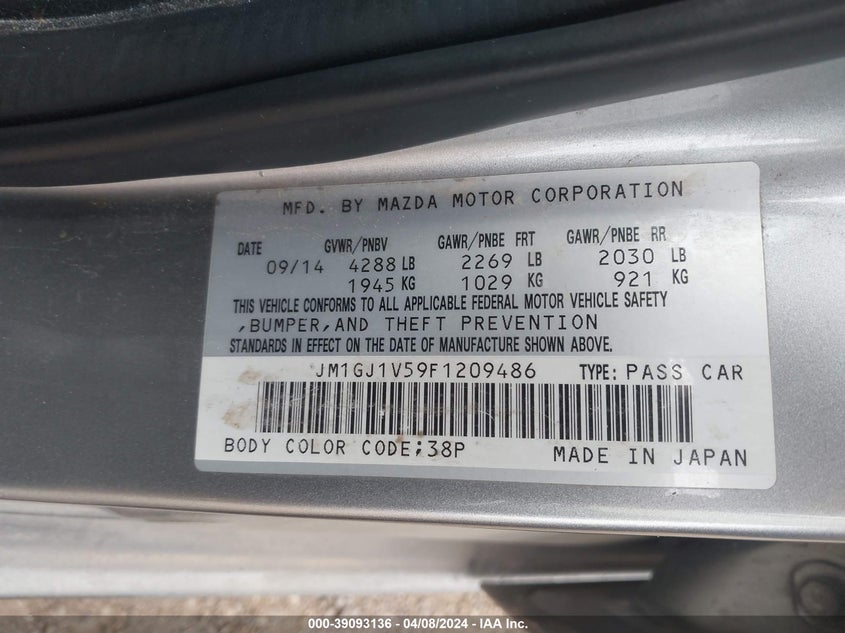 MFD. BY MAZDA MOTOR CORPORATION
DATE GVWR/PNBV GAWR/PNBE FRT GAWR/PNBE RR
09/14 4288 LB 2269 LB 2030 LB
1945 KG 1029 KG 921 KG
THIS VEHICLE CONFORMS TO ALL APPLICABLE FEDERAL MOTOR VEHICLE SAFETY
,BUMPER,AND THEFT PREVENTION
STANDARDS IN EFFECT ON THE DATE OF MANUFACTURE SHOWN ABOVE.
JM1GJ1V59F1209486 TYPE: PASS CAR
BODY COLOR CODE;38P MADE IN JAPAN
000-39093136 - 04/08/2024 - IAA Inc.